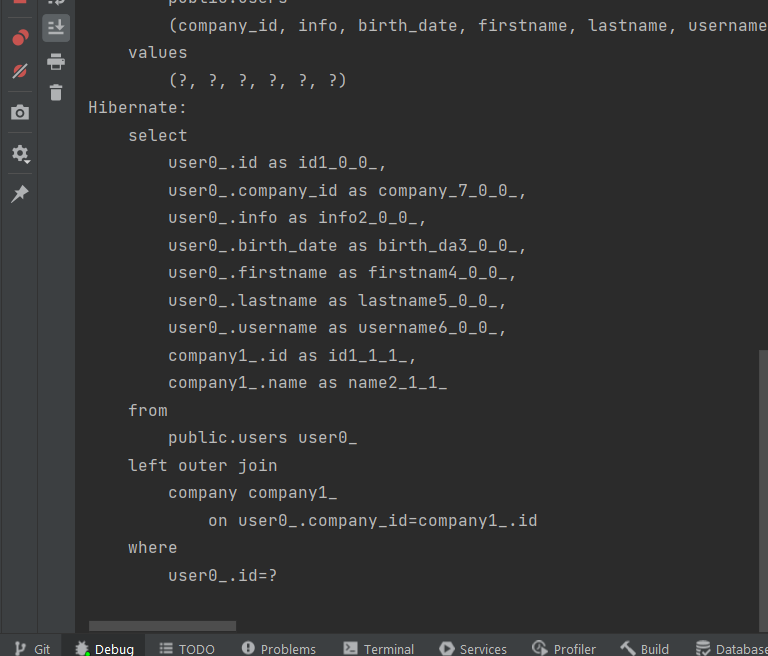 public.users
(company_id, info, birth_date, firstname, lastname, username
values
(?, ?, ?, ?, ?, ?)
Hibernate:
select
user0_.id as id1_0_0_,
user0_.company_id as company_7_0_0_,
user0_.info as info2_0_0_,
user0_.birth_date as birth_da3_0_0_,
user0_.firstname as firstnam4_0_0_,
user0_.lastname as lastname5_0_0_,
user0_.username as username6_0_0_,
company1_.id as id1_1_1_,
company1_.name as name2_1_1_
from
public.users user0_
left outer join
company company1_
on user0_.company_id=company1_.id
where
user0_.id=?
Git Debug TODO Problems Terminal Services Profiler Build Database